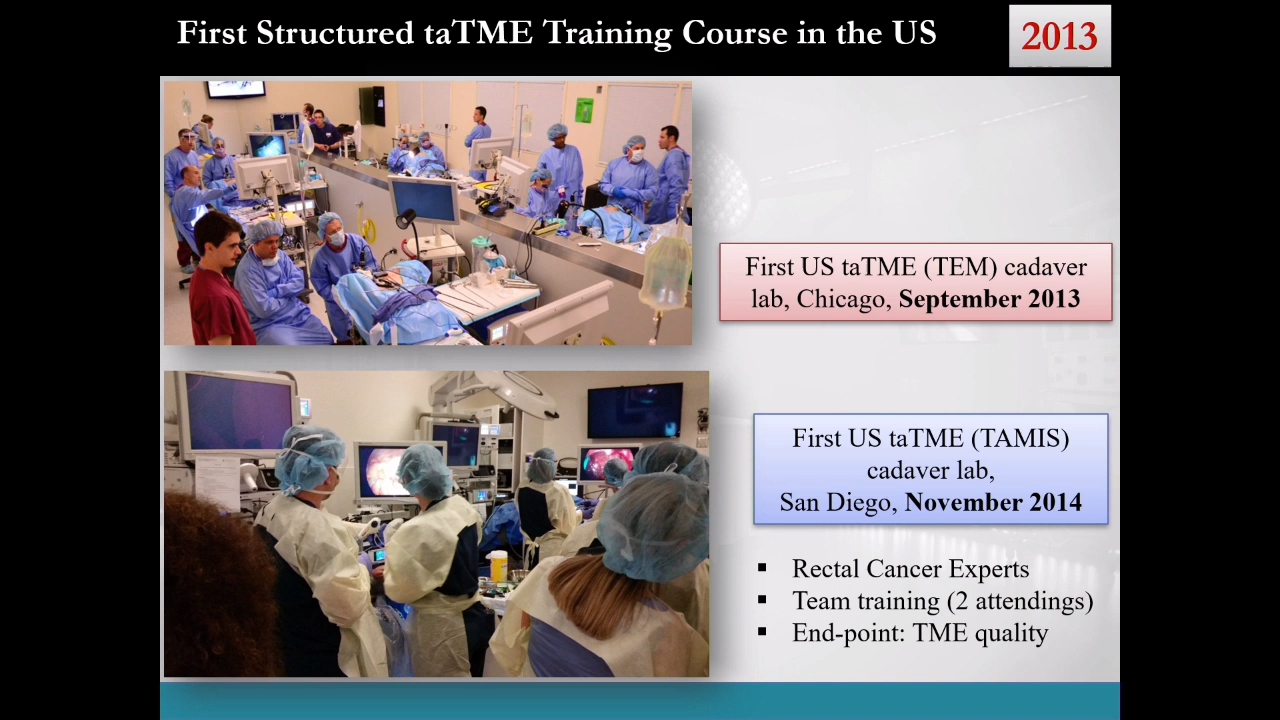 First Structured taTME Training Course in the US
2013
First US taTME (TEM) cadaver
lab, Chicago, September 2013
First US taTME (TAMIS)
cadaver lab,
San Diego, November 2014
▪ Rectal Cancer Experts
▪ Team training (2 attendings)
▪ End-point: TME quality